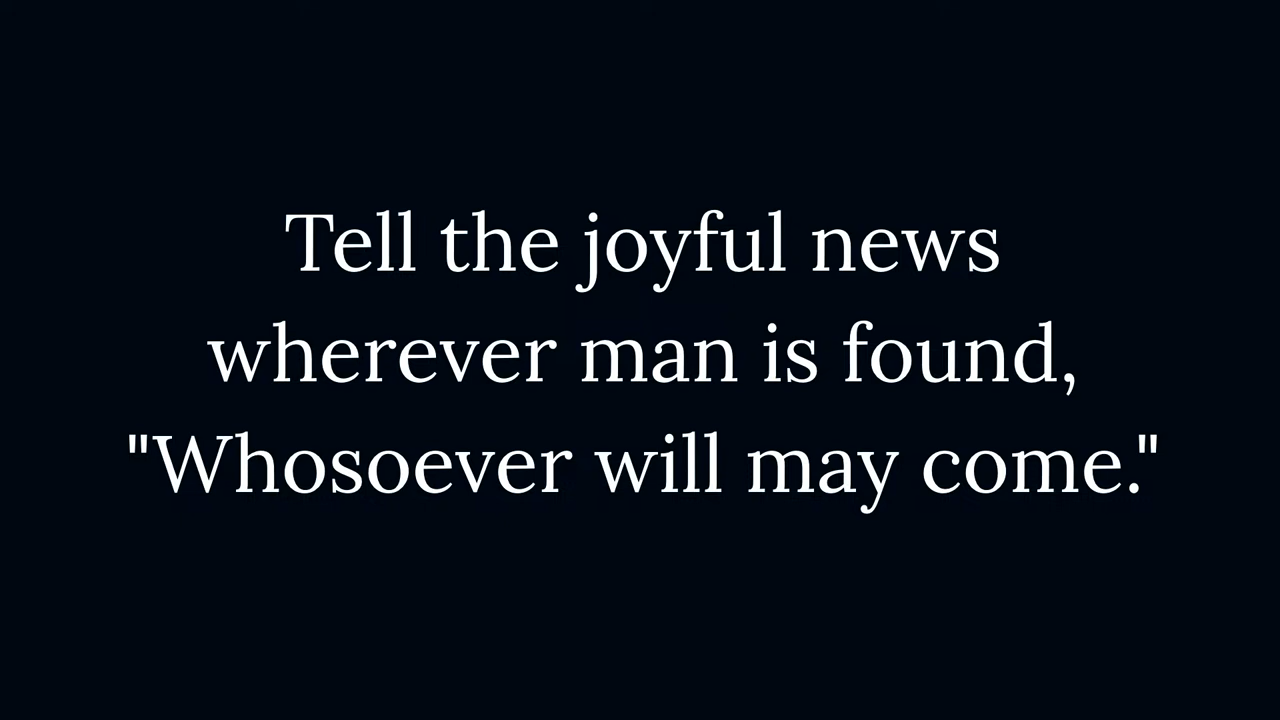 Tell the joyful news
wherever man is found,
"Whosoever will may come."